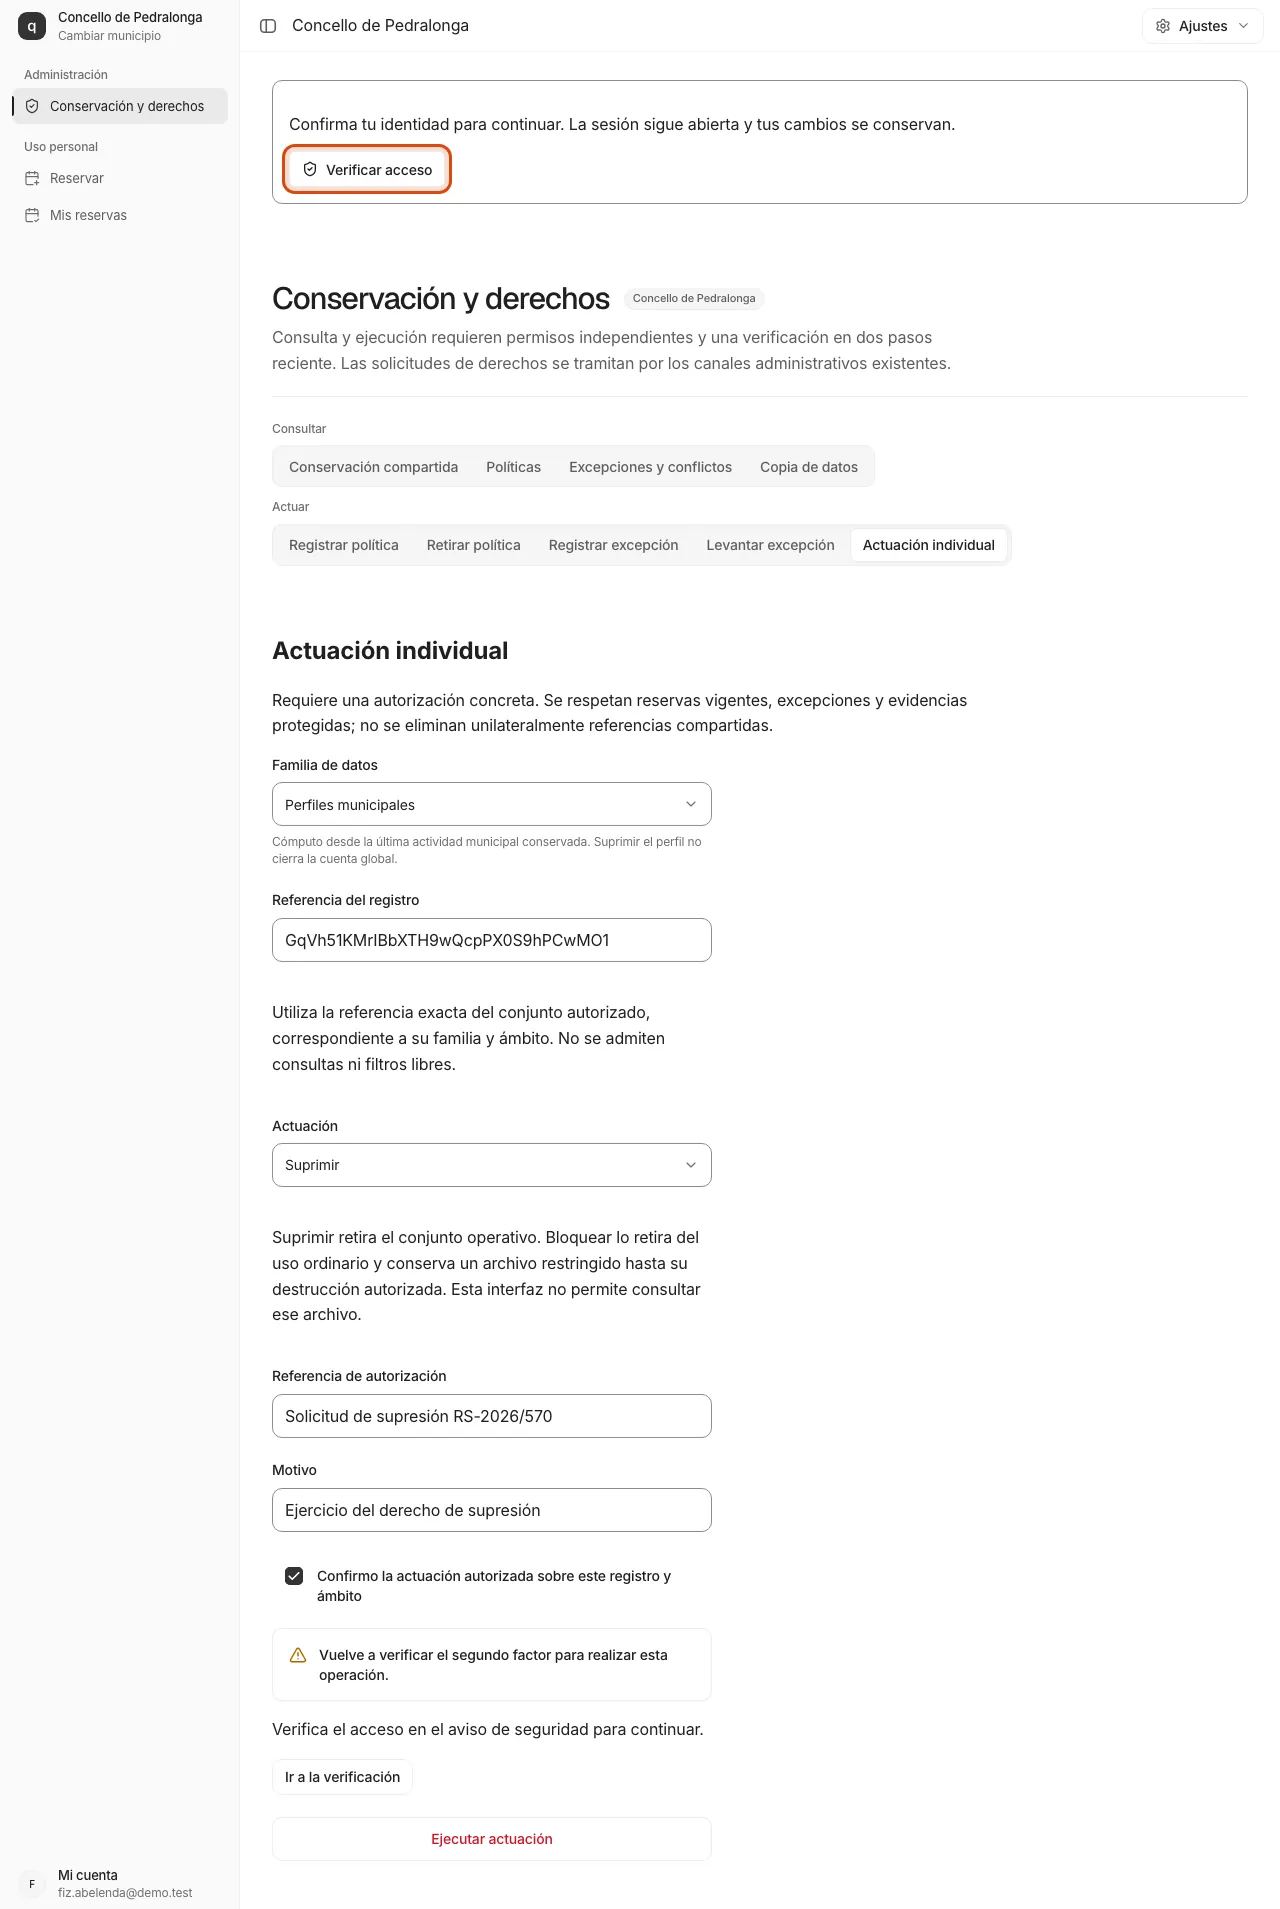 q
Concello de Pedralonga
Cambiar municipio
Administración
Conservación y derechos
Uso personal
Reservar
Mis reservas
Concello de Pedralonga
Ajustes
Confirma tu identidad para continuar. La sesión sigue abierta y tus cambios se conservan.
Verificar acceso
Conservación y derechos
Concello de Pedralonga
Consulta y ejecución requieren permisos independientes y una verificación en dos pasos
reciente. Las solicitudes de derechos se tramitan por los canales administrativos existentes.
Consultar
Conservación compartida Políticas Excepciones y conflictos Copia de datos
Actuar
Registrar política Retirar política Registrar excepción Levantar excepción Actuación individual
Actuación individual
Requiere una autorización concreta. Se respetan reservas vigentes, excepciones y evidencias
protegidas; no se eliminan unilateralmente referencias compartidas.
Familia de datos
Perfiles municipales
Cómputo desde la última actividad municipal conservada. Suprimir el perfil no
cierra la cuenta global.
Referencia del registro
GqVh51KMrIBbXTH9wQcpPX0S9hPCwMO1
Utiliza la referencia exacta del conjunto autorizado,
correspondiente a su familia y ámbito. No se admiten
consultas ni filtros libres.
Actuación
Suprimir
Suprimir retira el conjunto operativo. Bloquear lo retira del
uso ordinario y conserva un archivo restringido hasta su
destrucción autorizada. Esta interfaz no permite consultar
ese archivo.
Referencia de autorización
Solicitud de supresión RS-2026/570
Motivo
Ejercicio del derecho de supresión
Confirmo la actuación autorizada sobre este registro y
ámbito
Vuelve a verificar el segundo factor para realizar esta
operación.
Verifica el acceso en el aviso de seguridad para continuar.
Ir a la verificación
Ejecutar actuación
F
Mi cuenta
fiz.abelenda@demo.test